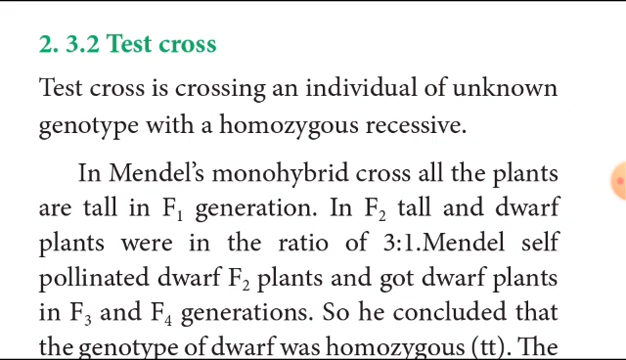 2. 3.2 Test cross
Test cross is crossing an individual of unknown
genotype with a homozygous recessive.
In Mendel’s monohybrid cross all the plants
are tall in F₁ generation. In F₂ tall and dwarf
plants were in the ratio of 3:1.Mendel self
pollinated dwarf F₂ plants and got dwarf plants
in F₃ and F₄ generations. So he concluded that
the genotype of dwarf was homozygous (tt). The